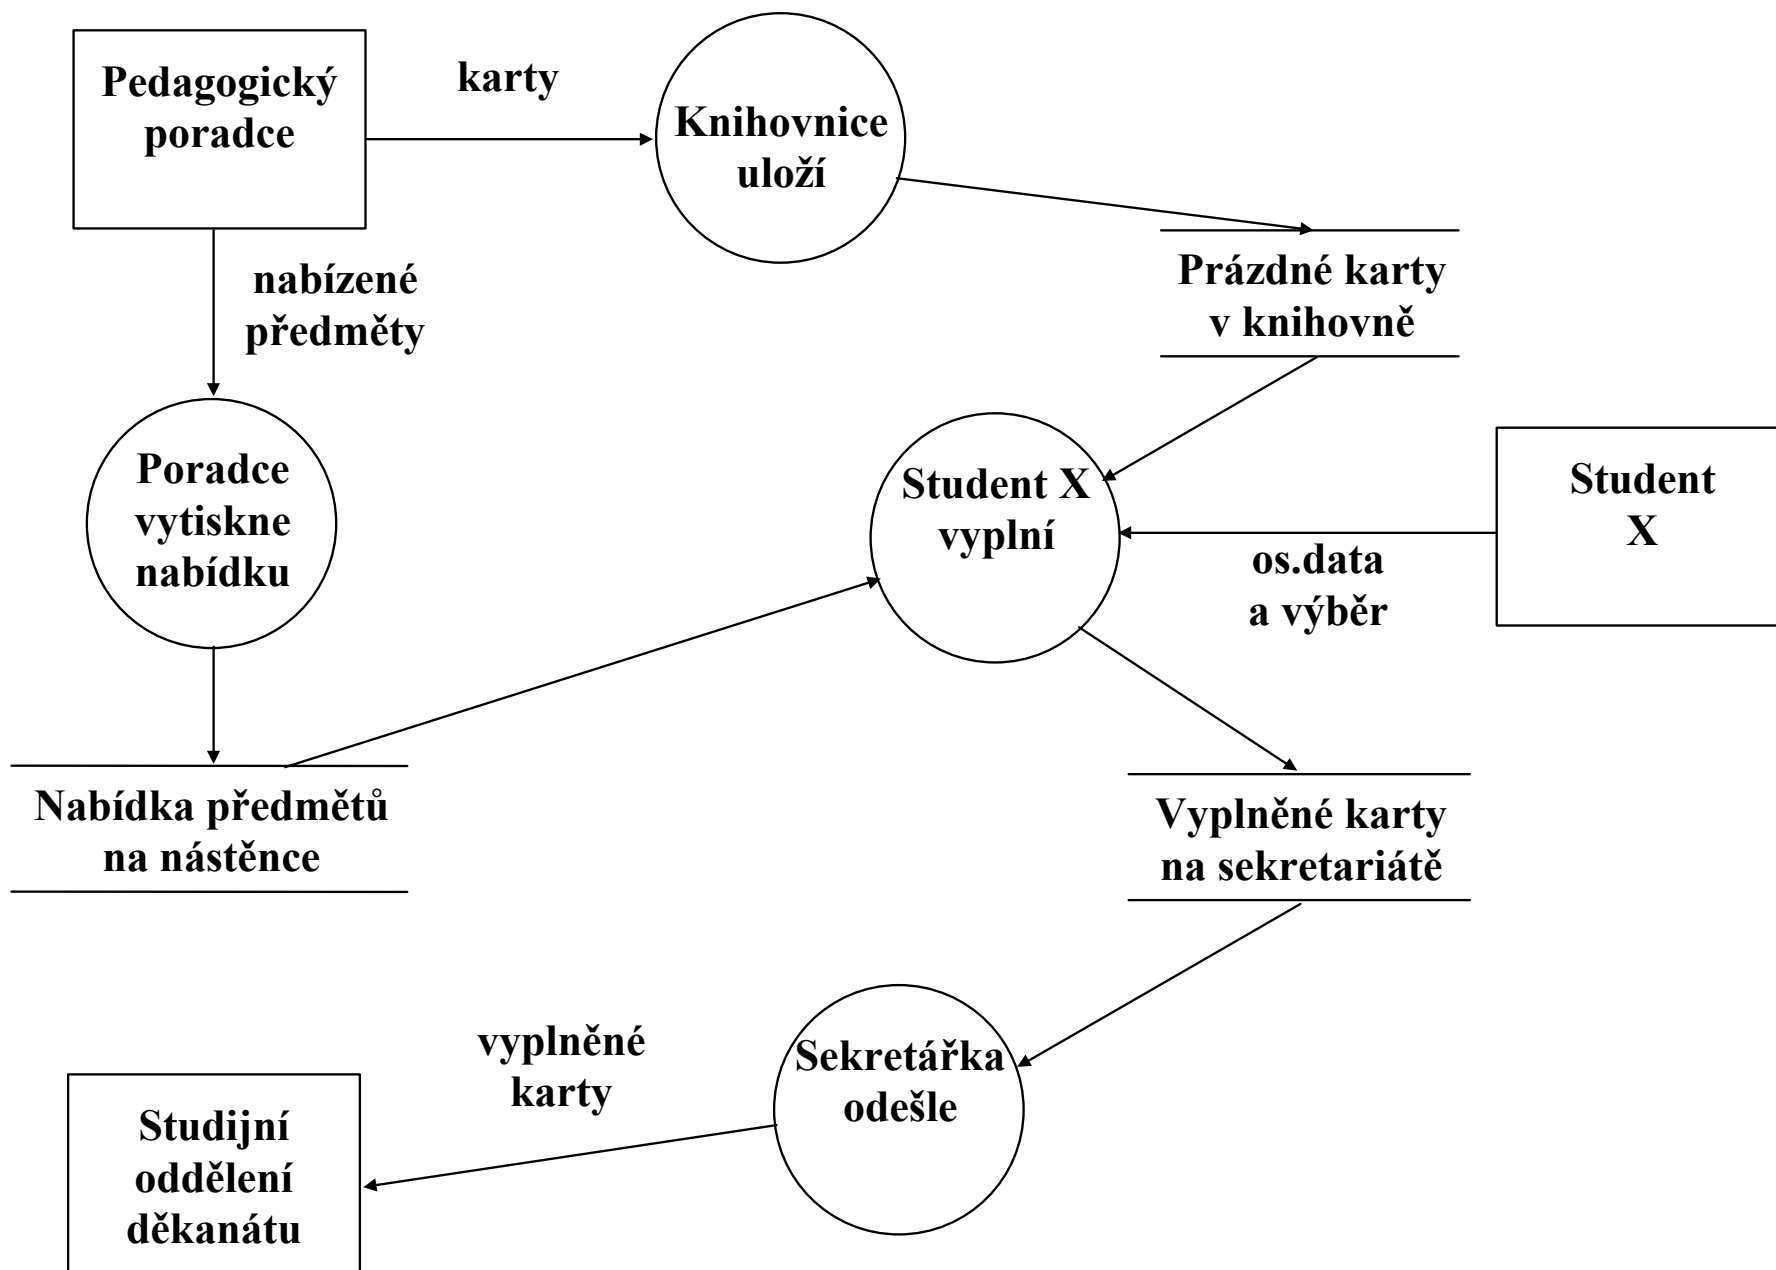 Pedagogický
poradce
karty
Knihovnice
uloží
nabízené
předměty
Prázdné karty
v knihovně
Poradce
vytiskne
nabídku
Student X
vyplní
Student
X
os.data
a výběr
Nabídka předmětů
na nástěnce
Vyplněné karty
na sekretariátě
vyplněné
karty
Sekretářka
odešle
Studijní
oddělení
děkanátu